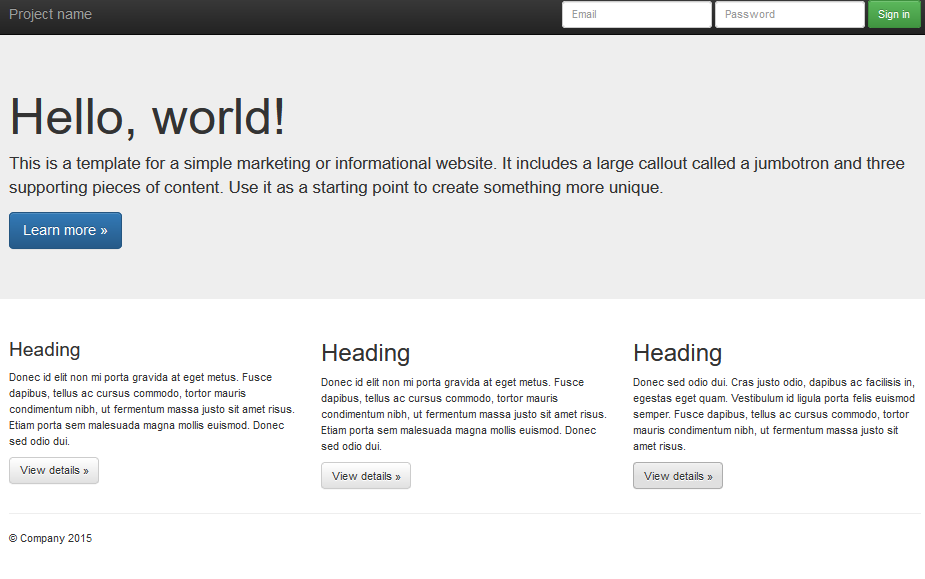 Project name
Email
Password
Sign in
Hello, world!
This is a template for a simple marketing or informational website. It includes a large callout called a jumbotron and three
supporting pieces of content. Use it as a starting point to create something more unique.
Learn more »
Heading
Donec id elit non mi porta gravida at eget metus. Fusce
dapibus, tellus ac cursus commodo, tortor mauris
condimentum nibh, ut fermentum massa justo sit amet risus.
Etiam porta sem malesuada magna mollis euismod. Donec
sed odio dui.
View details »
Heading
Donec id elit non mi porta gravida at eget metus. Fusce
dapibus, tellus ac cursus commodo, tortor mauris
condimentum nibh, ut fermentum massa justo sit amet risus.
Etiam porta sem malesuada magna mollis euismod. Donec
sed odio dui.
View details »
Heading
Donec sed odio dui. Cras justo odio, dapibus ac facilisis in,
egestas eget quam. Vestibulum id ligula porta felis euismod
semper. Fusce dapibus, tellus ac cursus commodo, tortor
mauris condimentum nibh, ut fermentum massa justo sit
amet risus.
View details »
© Company 2015